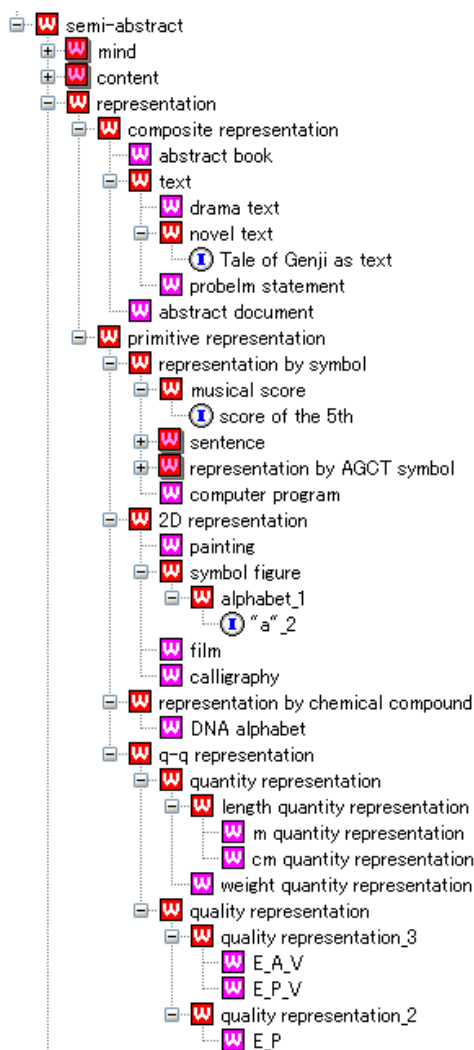 semi-abstract
mind
content
representation
composite representation
abstract book
text
drama text
novel text
Tale of Genji as text
probelm statement
abstract document
primitive representation
representation by symbol
musical score
score of the 5th
sentence
representation by AGCT symbol
computer program
2D representation
painting
symbol figure
alphabet_1
"a"_2
film
calligraphy
representation by chemical compound
DNA alphabet
q-q representation
quantity representation
length quantity representation
m quantity representation
cm quantity representation
weight quantity representation
quality representation
quality representation_3
E_A_V
E_P_V
quality representation_2
E_P